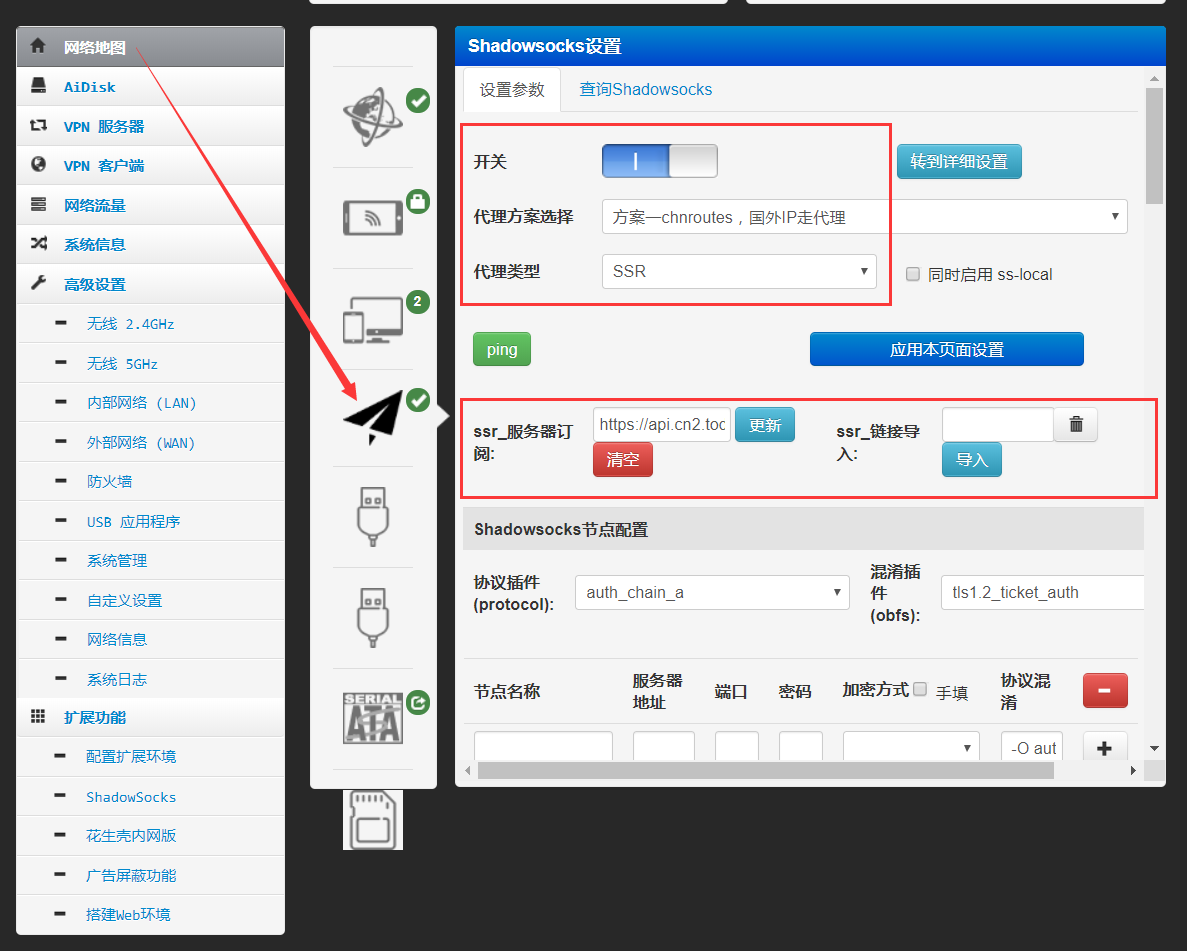 网络地图
AiDisk
VPN 服务器
VPN 客户端
网络流量
系统信息
高级设置
无线 2.4GHz
无线 5GHz
内部网络 (LAN)
外部网络 (WAN)
防火墙
USB 应用程序
系统管理
自定义设置
网络信息
系统日志
扩展功能
配置扩展环境
ShadowSocks
花生壳内网版
广告屏蔽功能
搭建Web环境
2
SERIAL
ATA
Shadowsocks设置
设置参数 查询Shadowsocks
开关 转到详细设置
代理方案选择 方案一chnroutes，国外IP走代理
代理类型 SSR 同时启用 ss-local
ping 应用本页面设置
ssr_服务器订阅: https://api.cn2.toc 更新 清空
ssr_链接导入: 导入
Shadowsocks节点配置
协议插件 (protocol): auth_chain_a
混淆插件 (obfs): tls1.2_ticket_auth
节点名称 服务器地址 端口 密码 加密方式 手填 协议混淆
-O aut